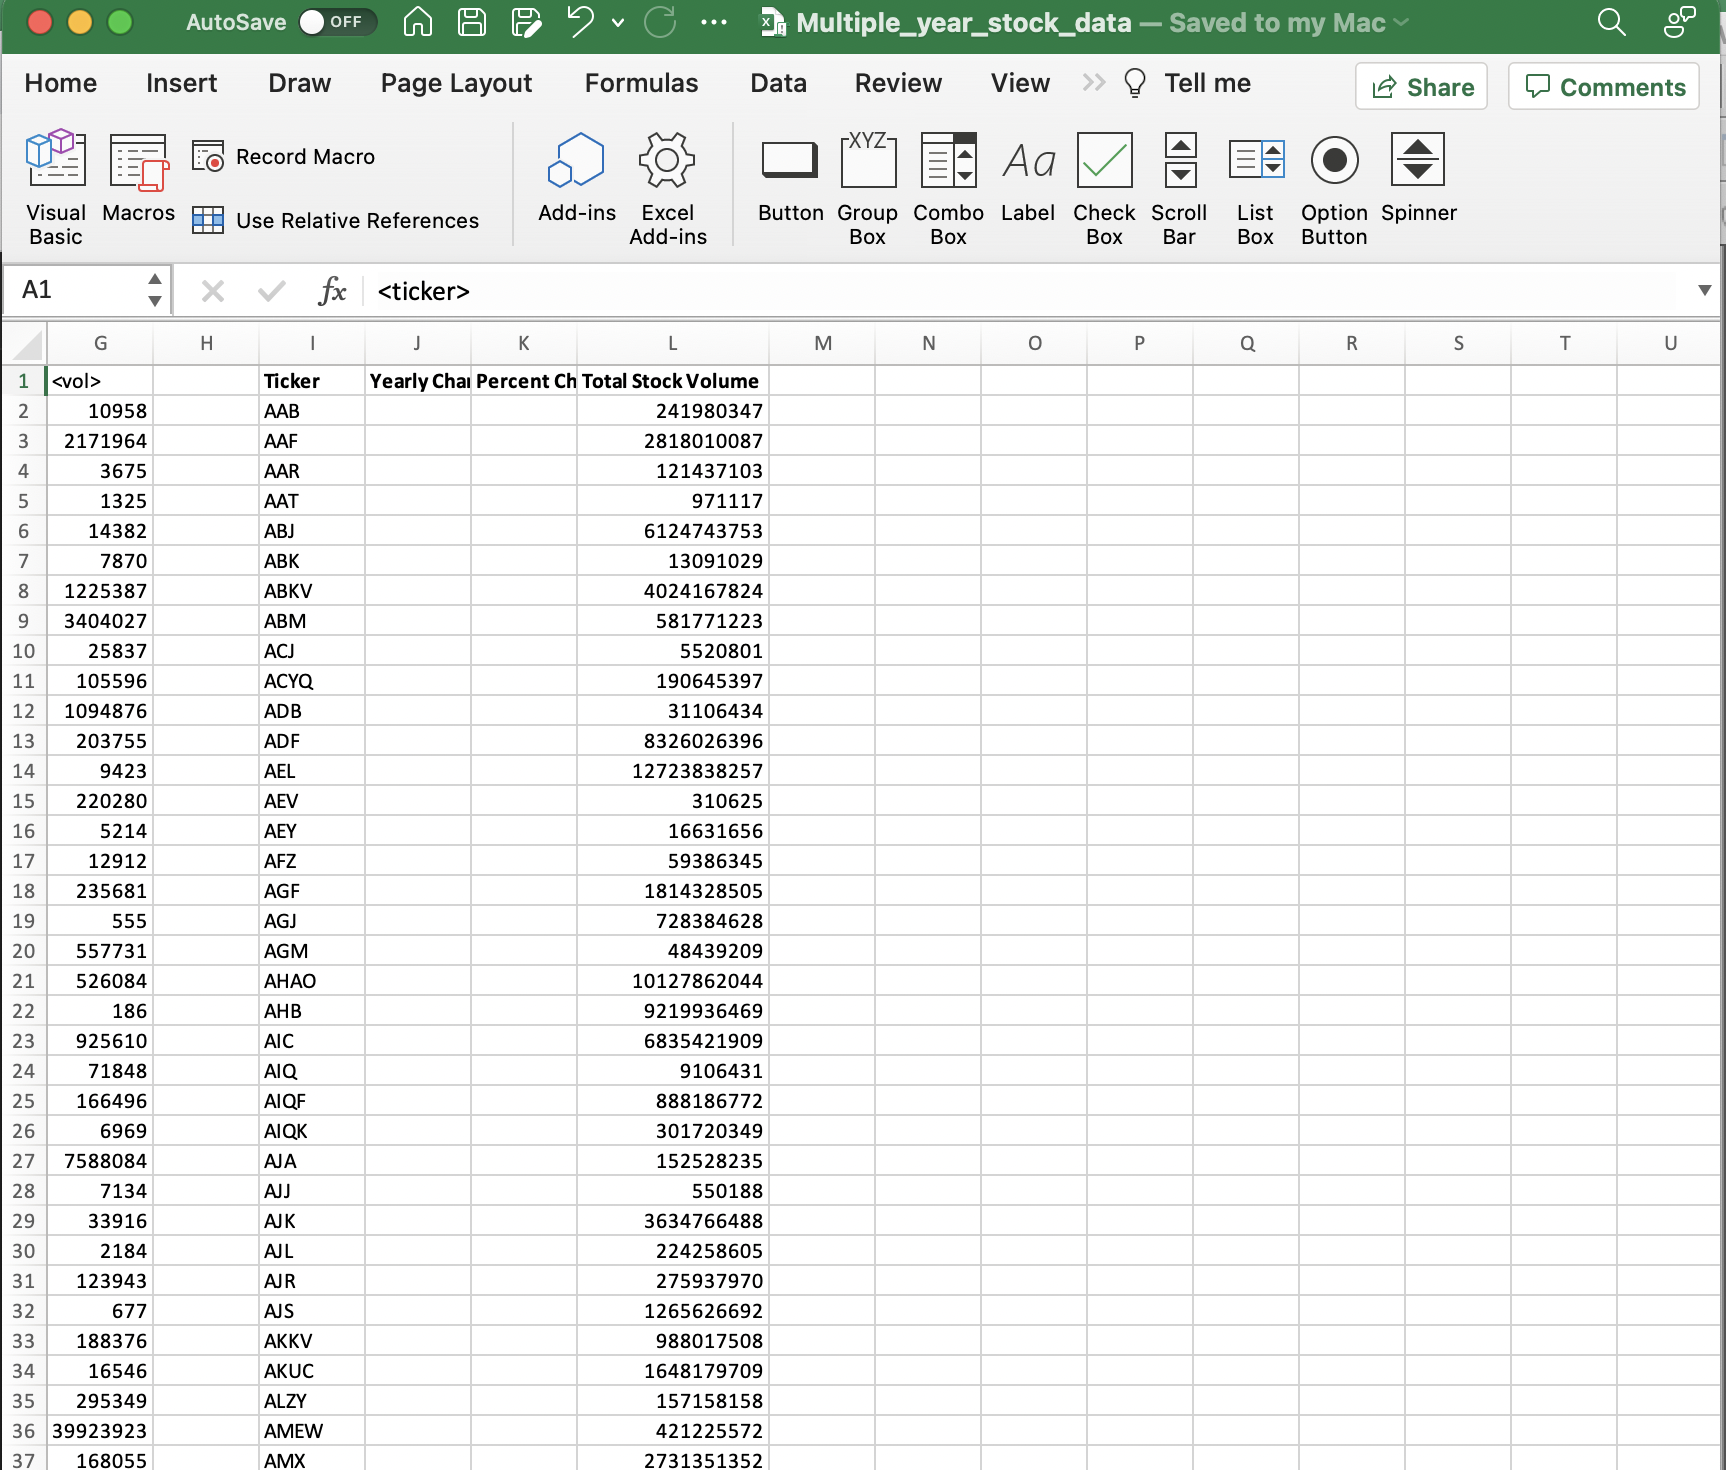 AutoSave OFF Multiple_year_stock_data — Saved to my Mac
Home Insert Draw Page Layout Formulas Data Review View Tell me Share Comments
Visual Basic Macros Record Macro Use Relative References Add-ins Excel Add-ins Button Group Box XYZ Combo Box Aa Label Check Box Scroll Bar List Box Option Button Spinner
A1 fx <ticker>
G H I J K L M N O P Q R S T U
1 <vol> Ticker Yearly Chan Percent Ch Total Stock Volume
2 10958 AAB 241980347
3 2171964 AAF 2818010087
4 3675 AAR 121437103
5 1325 AAT 971117
6 14382 ABJ 6124743753
7 7870 ABK 13091029
8 1225387 ABKV 4024167824
9 3404027 ABM 581771223
10 25837 ACJ 5520801
11 105596 ACYQ 190645397
12 1094876 ADB 31106434
13 203755 ADF 8326026396
14 9423 AEL 12723838257
15 220280 AEV 310625
16 5214 AEY 16631656
17 12912 AFZ 59386345
18 235681 AGF 1814328505
19 555 AGJ 728384628
20 557731 AGM 48439209
21 526084 AHAO 10127862044
22 186 AHB 9219936469
23 925610 AIC 6835421909
24 71848 AIQ 9106431
25 166496 AIQF 888186772
26 6969 AIQK 301720349
27 7588084 AJA 152528235
28 7134 AJJ 550188
29 33916 AJK 3634766488
30 2184 AJL 224258605
31 123943 AJR 275937970
32 677 AJS 1265626692
33 188376 AKKV 988017508
34 16546 AKUC 1648179709
35 295349 ALZY 157158158
36 39923923 AMEW 421225572
37 168055 AMX 2731351352